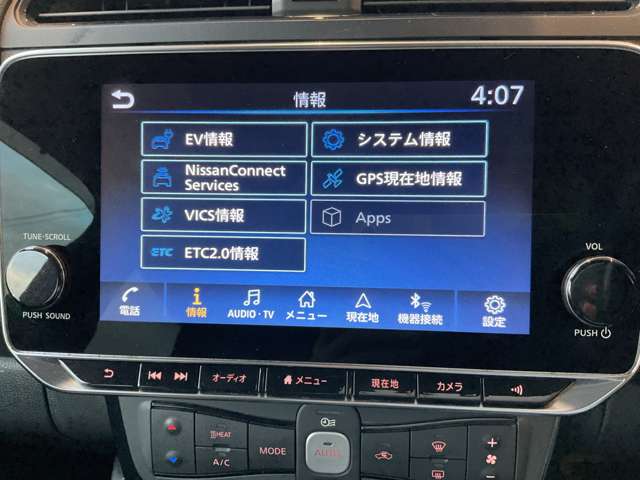 情報 4:07
EV情報 システム情報
NissanConnect
Services
GPS現在地情報
VICS情報 Apps
ETC ETC2.0情報
TUNE·SCROLL
PUSH SOUND
VOL
PUSH
電話 情報 AUDIO·TV メニュー 現在地 機器接続 設定
オーディオ メニュー 現在地 カメラ
HEAT
A/C
MODE
AUTO